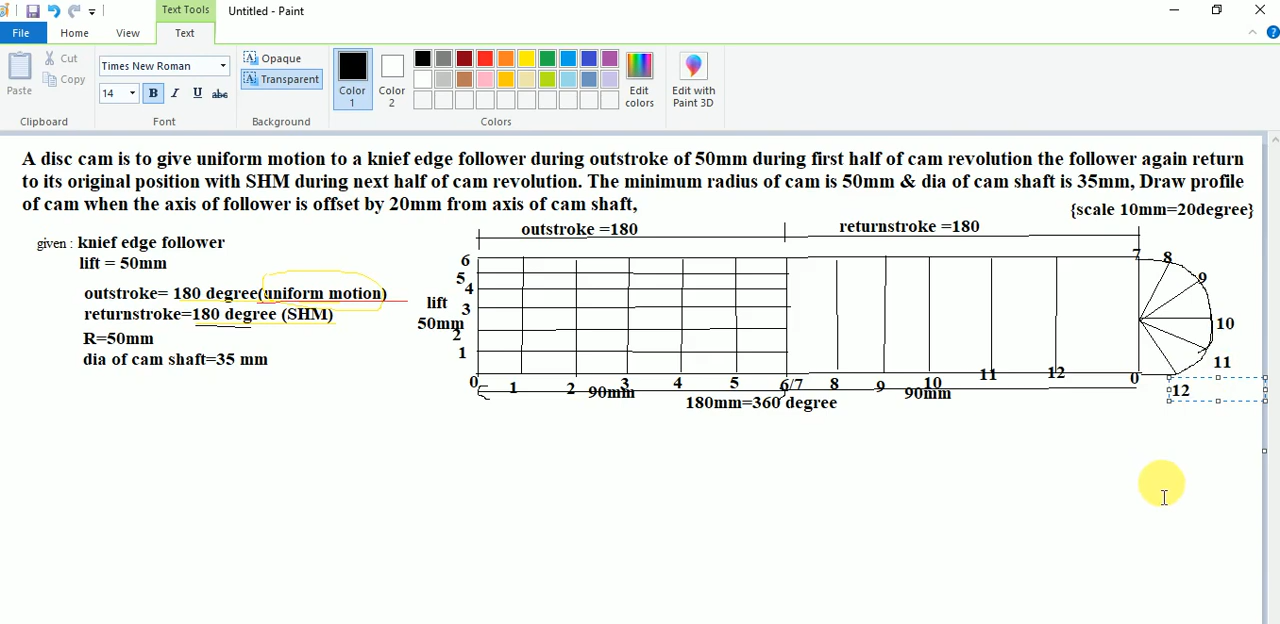 Text Tools
Untitled - Paint
File
Home
View
Text
Paste
Cut
Copy
Clipboard
Times New Roman
14
B
I
U
abc
Font
Opaque
Transparent
Background
Color 1
Color 2
Edit colors
Edit with Paint 3D
Colors
A disc cam is to give uniform motion to a knief edge follower during outstroke of 50mm during first half of cam revolution the follower again return
to its original position with SHM during next half of cam revolution. The minimum radius of cam is 50mm & dia of cam shaft is 35mm, Draw profile
of cam when the axis of follower is offset by 20mm from axis of cam shaft,
{scale 10mm=20degree}
given : knief edge follower
lift = 50mm
outstroke= 180 degree(uniform motion)
returnstroke=180 degree (SHM)
R=50mm
dia of cam shaft=35 mm
outstroke =180
returnstroke =180
6
5
4
3
2
1
lift
50mm
0
1
2
3
4
5
6/7
8
9
10
11
12
0
90mm
90mm
180mm=360 degree
7
8
9
10
11
12